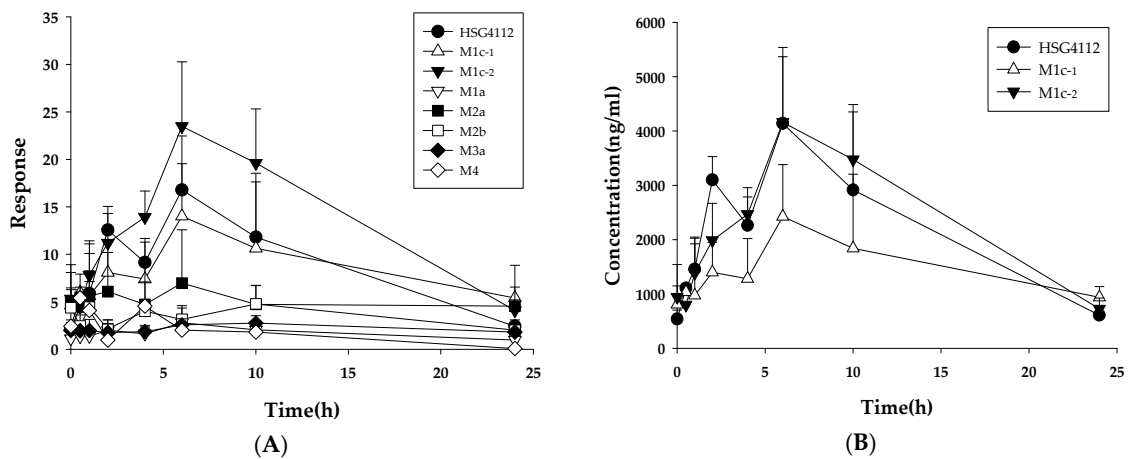 35
30
25
20
15
10
5
0
Response
0 5 10 15 20 25
Time(h)
HSG4112
M1c-1
M1c-2
M1a
M2a
M2b
M3a
M4
(A)
6000
5000
4000
3000
2000
1000
0
Concentration(ng/ml)
0 5 10 15 20 25
Time(h)
HSG4112
M1c-1
M1c-2
(B)